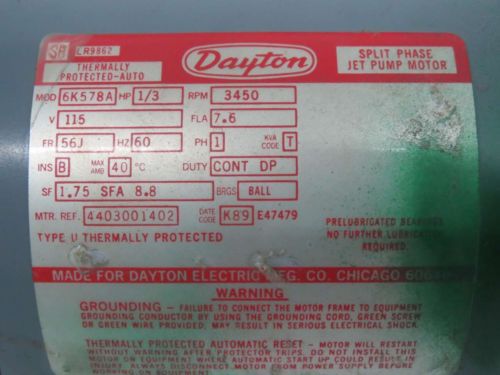 SA LR9862
THERMALLY
PROTECTED-AUTO
Dayton
SPLIT PHASE
JET PUMP MOTOR
MOD 6K578A HP 1/3 RPM 3450
V 115 FLA 7.6
FR 56J HZ 60 PH 1 KVA CODE T
INS B MAX AMB 40 °C DUTY CONT DP
SF 1.75 SFA 8.8 BRGS BALL
MTR. REF. 4403001402 DATE CODE K89 E47479
TYPE U THERMALLY PROTECTED
PRELUBRICATED BEARINGS
NO FURTHER LUBRICATION
REQUIRED.
MADE FOR DAYTON ELECTRIC MFG. CO. CHICAGO
WARNING
GROUNDING - FAILURE TO CONNECT THE MOTOR FRAME TO EQUIPMENT
GROUNDING CONDUCTOR BY USING THE GROUNDING CORD, GREEN SCREW
OR GREEN WIRE PROVIDED, MAY RESULT IN SERIOUS ELECTRICAL SHOCK.
THERMALLY PROTECTED AUTOMATIC RESET - MOTOR WILL RESTART
WITHOUT WARNING AFTER PROTECTOR TRIPS. DO NOT INSTALL THIS
MOTOR ON EQUIPMENT WHERE AUTOMATIC START UP COULD RESULT IN
INJURY. ALWAYS DISCONNECT MOTOR FROM POWER SUPPLY BEFORE
WORKING ON EQUIPMENT.